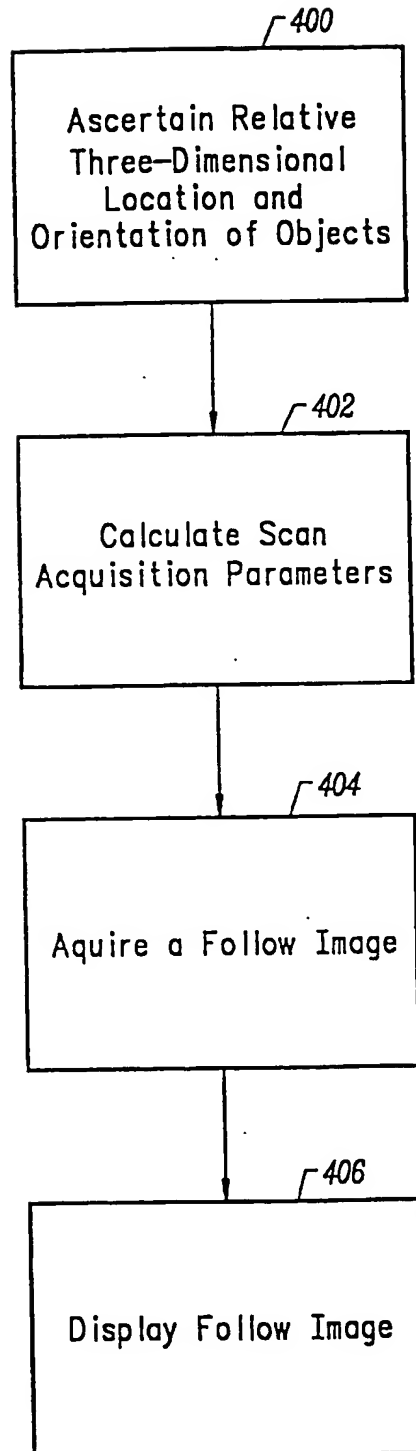 400
Ascertain Relative
Three-Dimensional
Location and
Orientation of Objects
402
Calculate Scan
Acquisition Parameters
404
Aquire a Follow Image
406
Display Follow Image